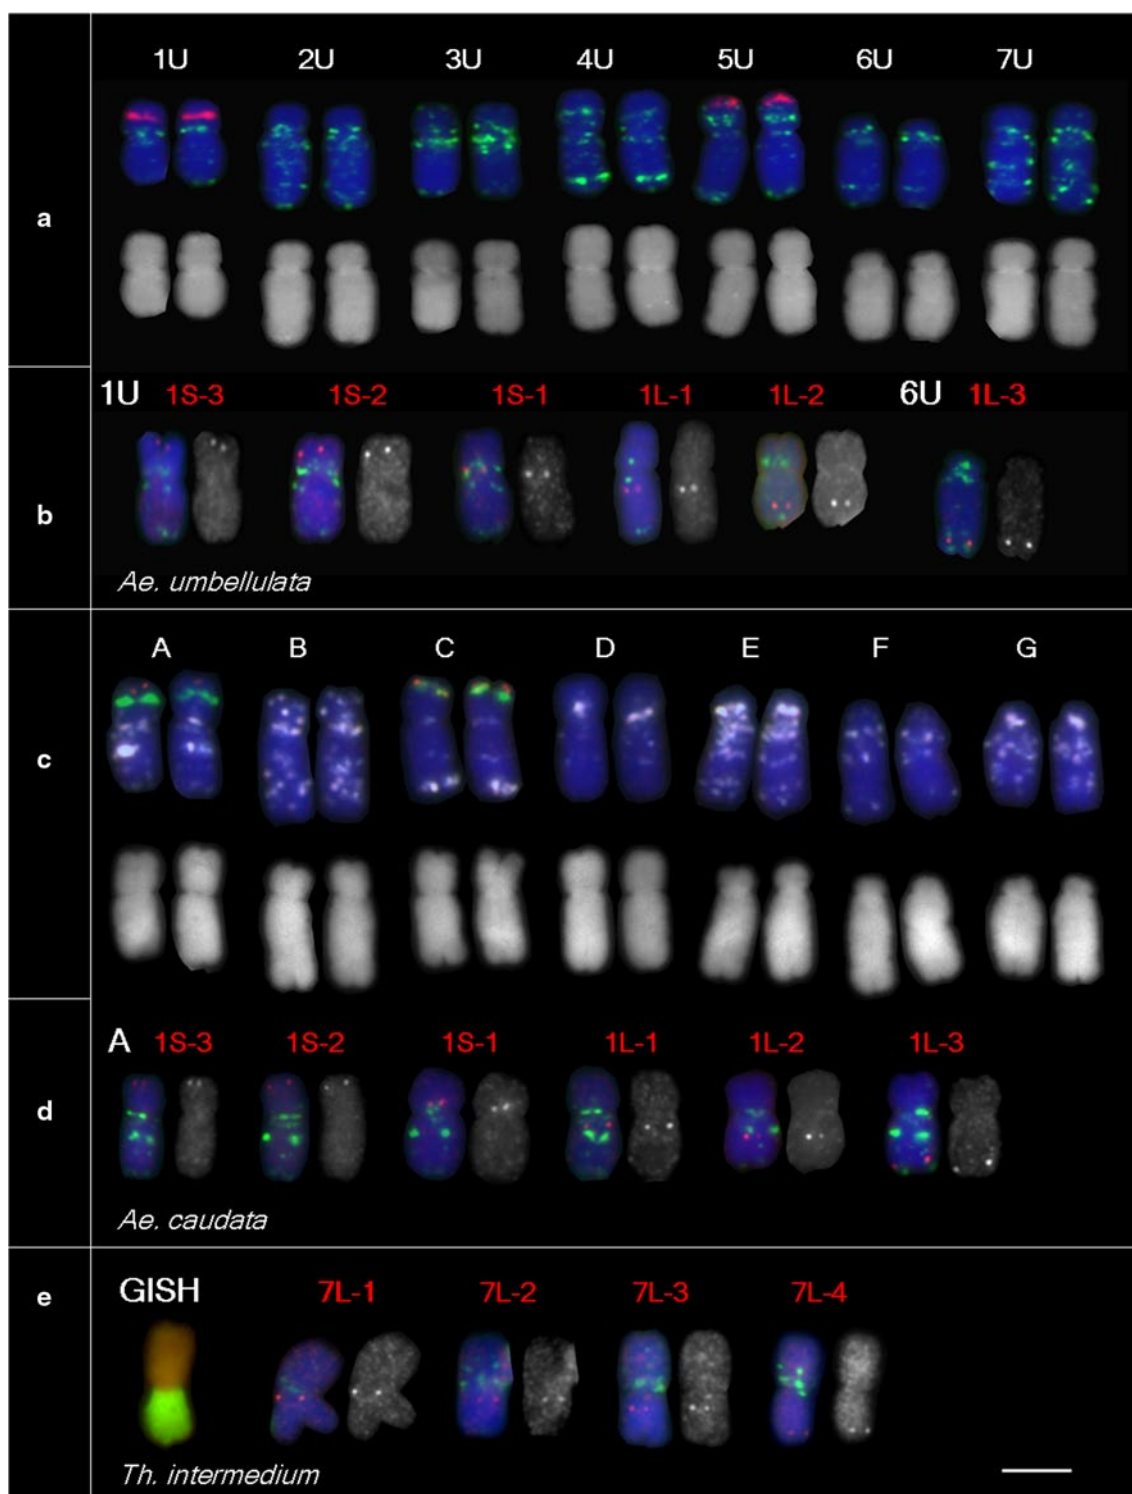 a
1U 2U 3U 4U 5U 6U 7U
b
1U 1S-3 1S-2 1S-1 1L-1 1L-2 6U 1L-3
Ae. umbellulata
c
A B C D E F G
d
A 1S-3 1S-2 1S-1 1L-1 1L-2 1L-3
Ae. caudata
e
GISH 7L-1 7L-2 7L-3 7L-4
Th. intermedium